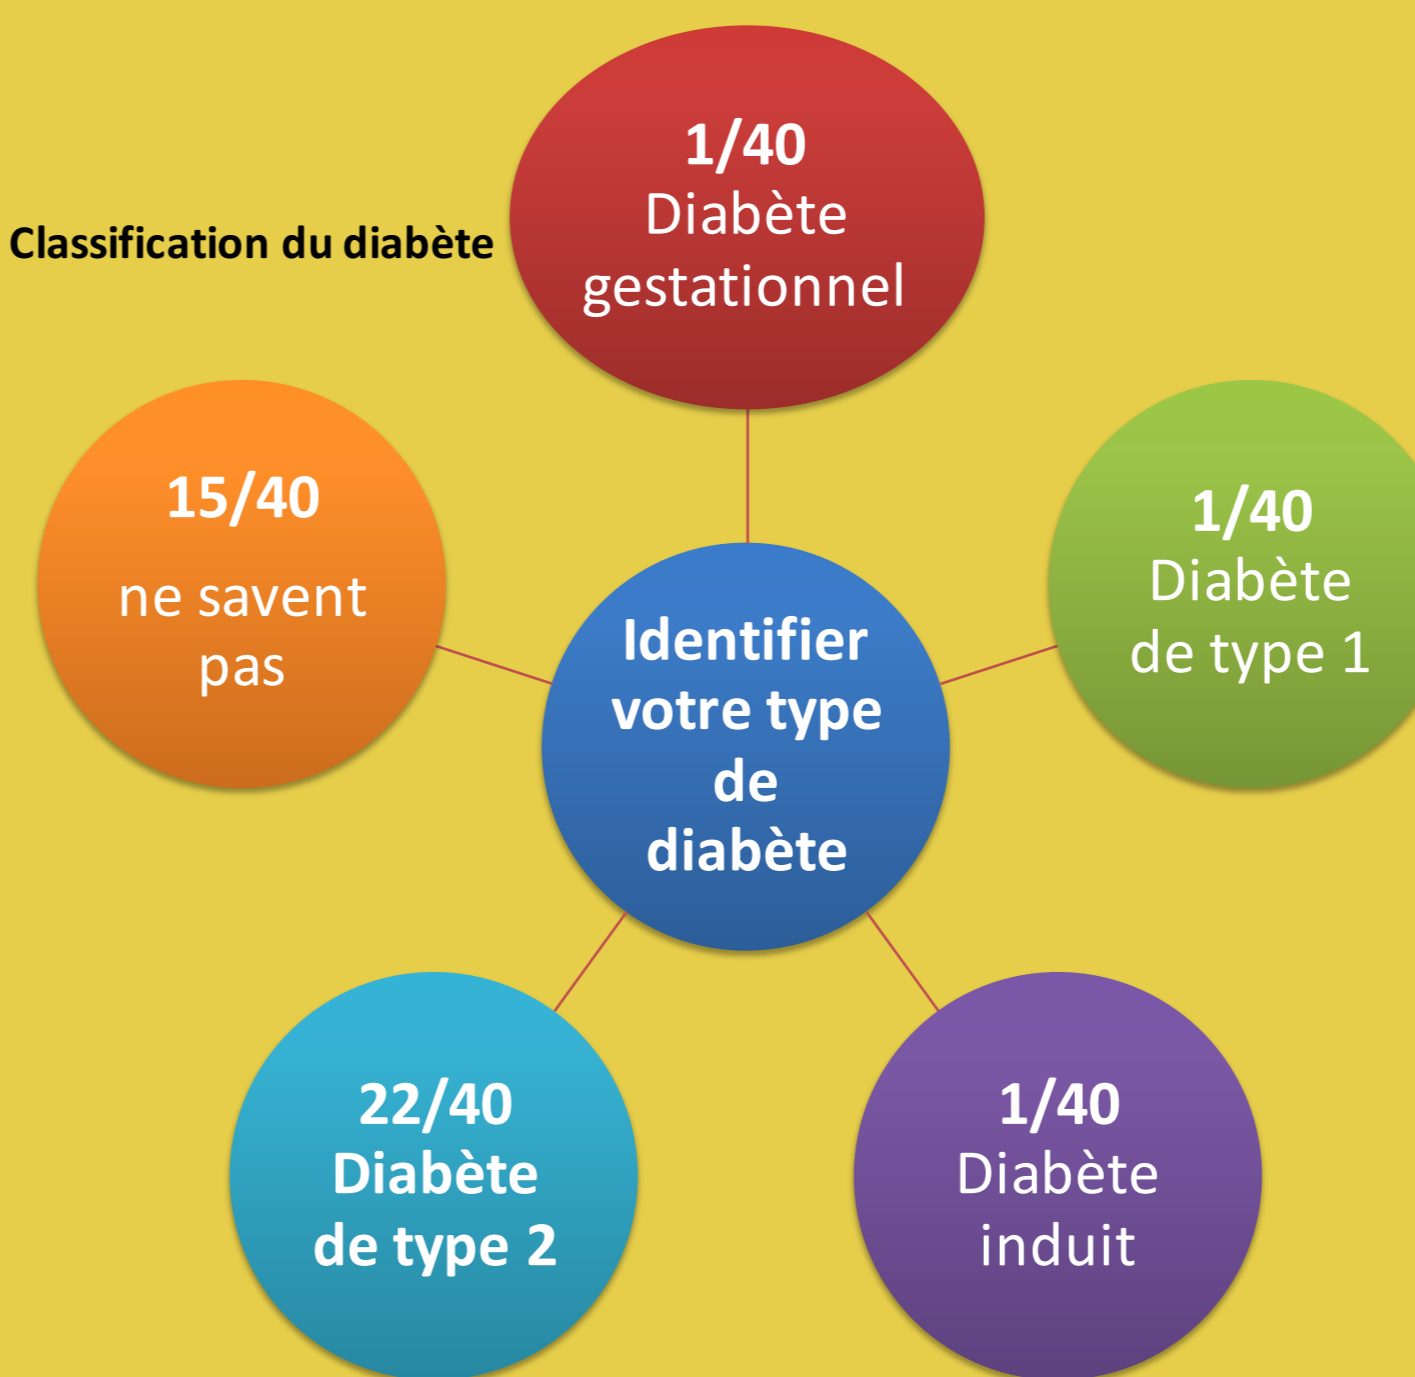 1/40
Diabète
gestationnel
Classification du diabète
15/40
ne savent
pas
1/40
Diabète
de type 1
Identifier
votre type
de
diabète
22/40
Diabète
de type 2
1/40
Diabète
induit